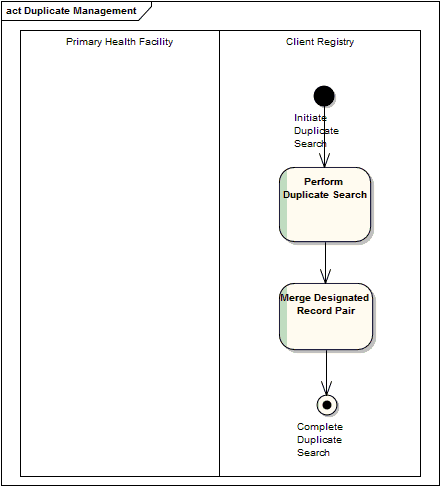 act Duplicate Management
Primary Health Facility
Client Registry
Initiate
Duplicate
Search
Perform
Duplicate Search
Merge Designated
Record Pair
Complete
Duplicate
Search